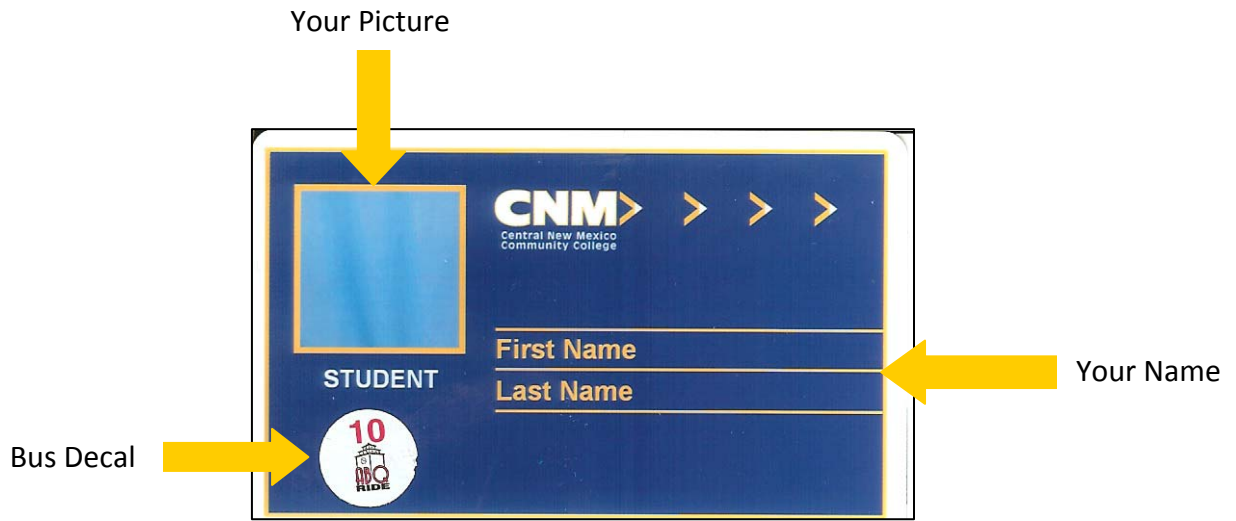 Your Picture
CNM
Central New Mexico
Community College
First Name
Last Name
Your Name
STUDENT
Bus Decal
10
ABQ
RIDE